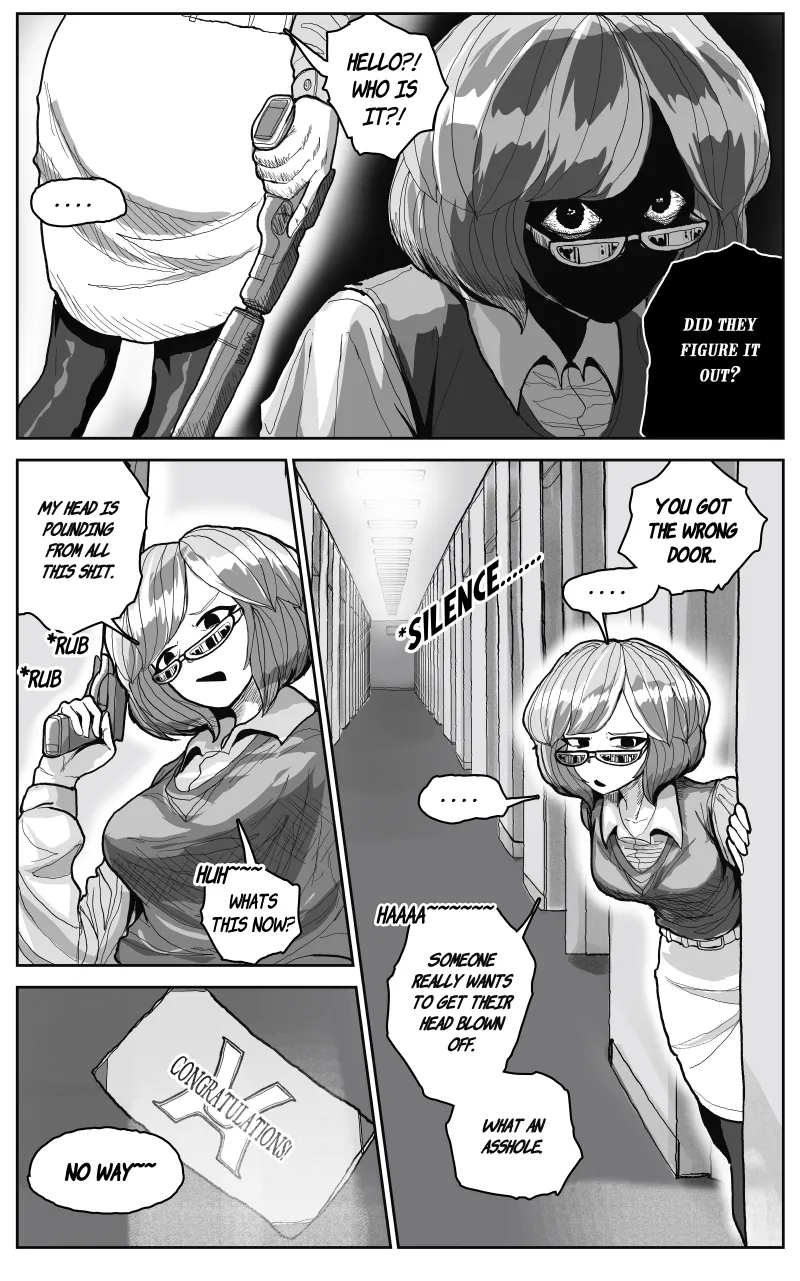 DID THEY
FIGURE IT
OUT?
HELLO?!
WHO IS
IT?!
....
YOU GOT
THE WRONG
DOOR..
*SILENCE.......
....
....
HAAAA~~~~~~
SOMEONE
REALLY WANTS
TO GET THEIR
HEAD BLOWN
OFF.
WHAT AN
ASSHOLE.
MY HEAD IS
POUNDING
FROM ALL
THIS SHIT.
*RUB
*RUB
HUH~~~
WHATS
THIS NOW?
CONGRATULATIONS!
NO WAY~~